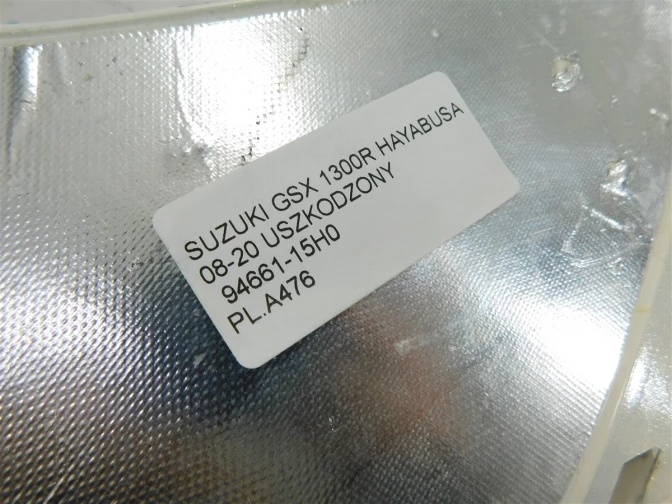 SUZUKI GSX 1300R HAYABUSA
08-20 USZKODZONY
94661-15H0
PL.A476